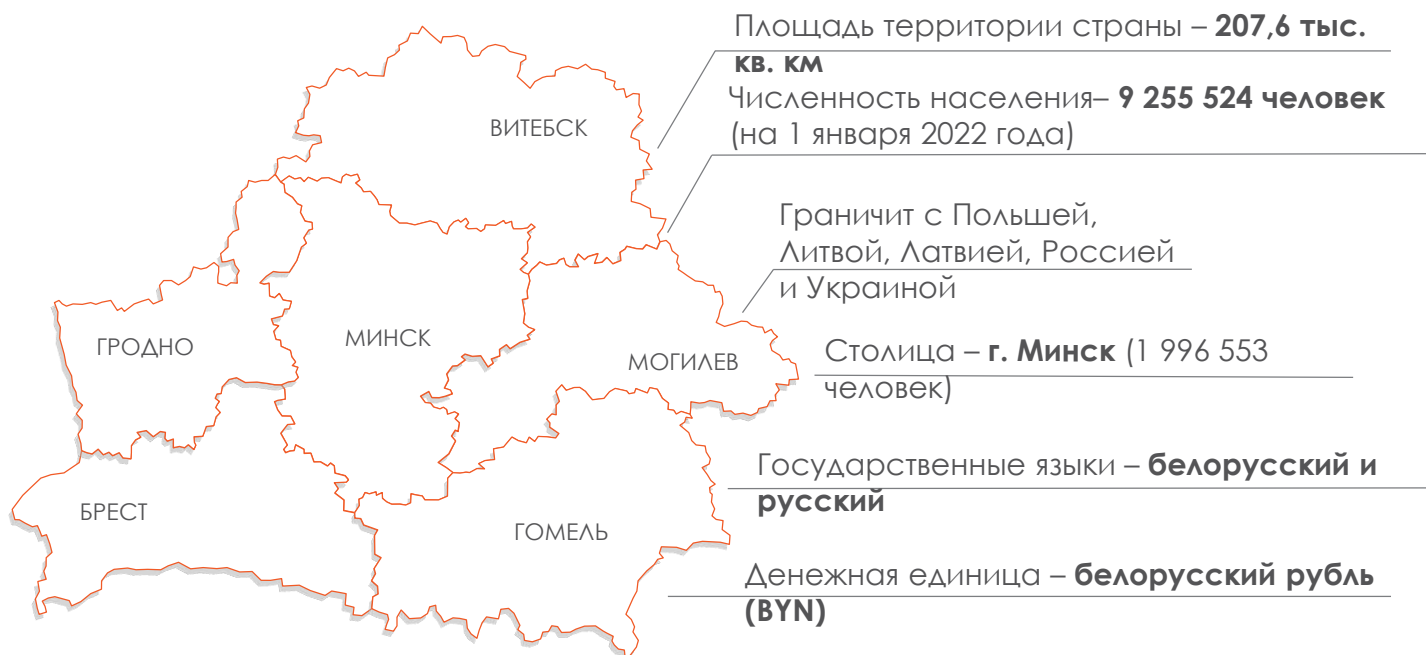 Площадь территории страны – 207,6 тыс.
кв. км
Численность населения– 9 255 524 человек
(на 1 января 2022 года)
ВИТЕБСК
Граничит с Польшей,
Литвой, Латвией, Россией
и Украиной
ГРОДНО
МИНСК
МОГИЛЕВ
Столица – г. Минск (1 996 553
человек)
Государственные языки – белорусский и
русский
БРЕСТ
ГОМЕЛЬ
Денежная единица – белорусский рубль
(BYN)